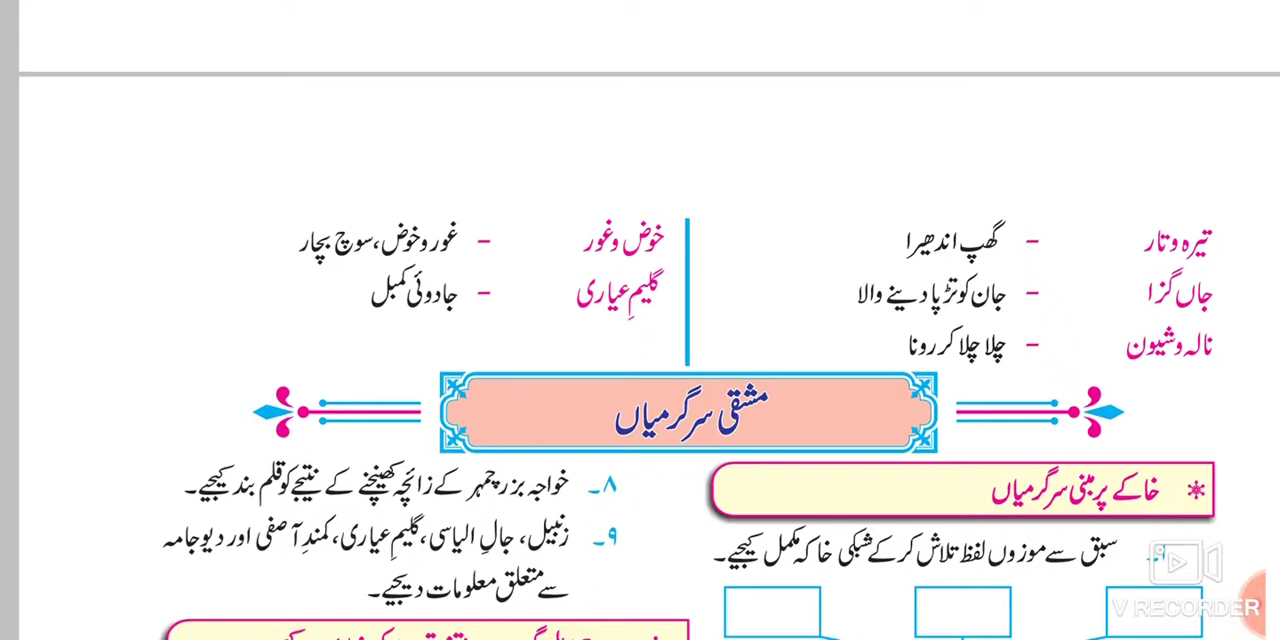 تیرہ و تار - گھپ اندھیرا
جاں گزا - جان کو تڑپا دینے والا
نالہ و شیون - چلا چلا کر رونا
خوض و غور - غور و خوض، سوچ بچار
گلیمِ عیاری - جادوئی کمبل
مشقی سرگرمیاں
* خاکے پر مبنی سرگرمیاں
۱۔ سبق سے موزوں لفظ تلاش کر کے شبکی خاکہ مکمل کیجیے۔
۸۔ خواجہ بزرچمہر کے زائچہ کھینچنے کے نتیجے کو قلم بند کیجیے۔
۹۔ زنبیل، جالِ الیاسی، گلیمِ عیاری، کمندِ آصفی اور دیو جامہ
سے متعلق معلومات دیجیے۔
V RECORDER